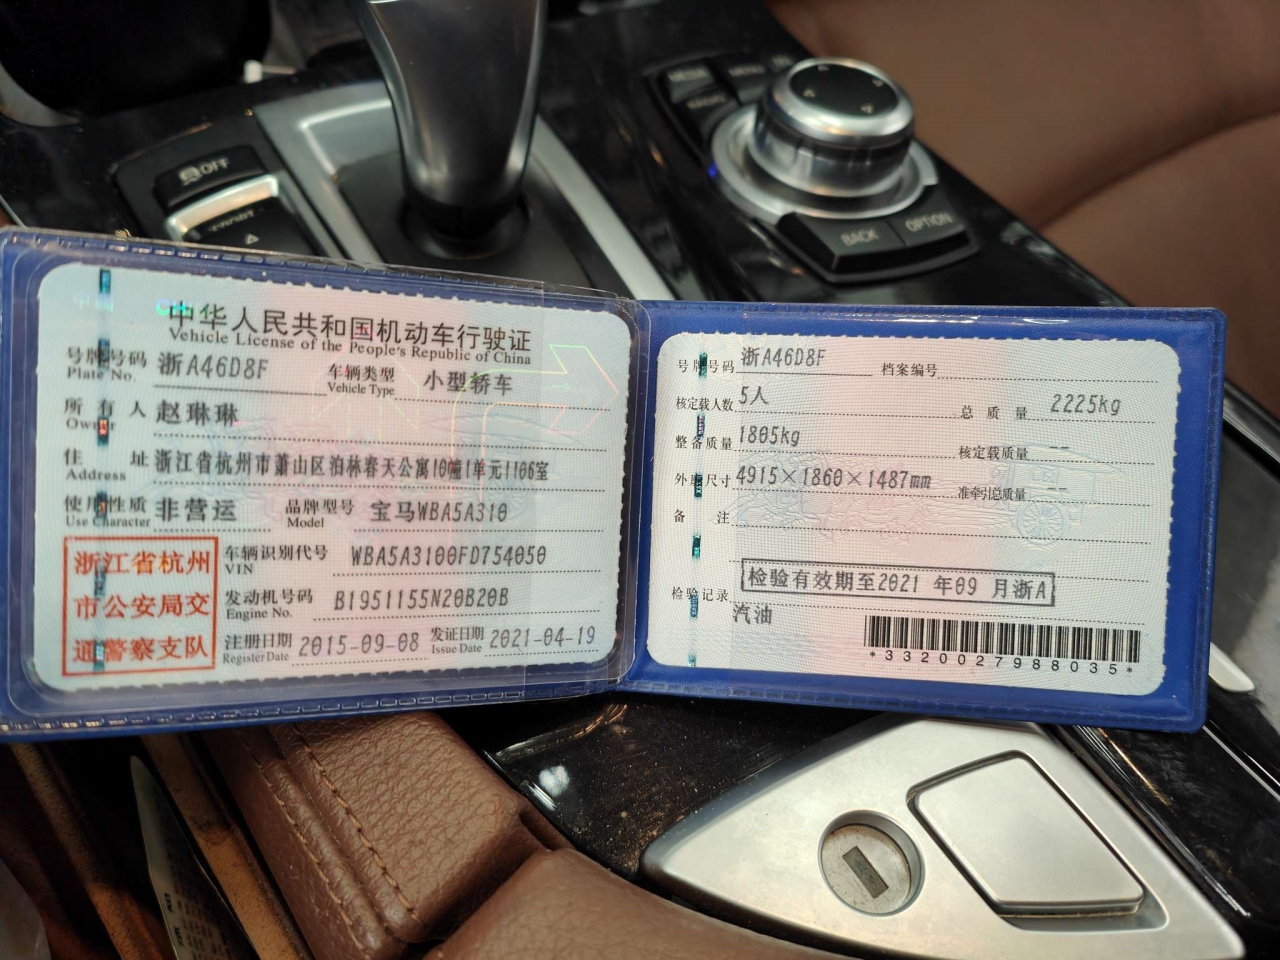 OFF
MENU
BACK
OPTION
中华人民共和国机动车行驶证
Vehicle License of the People's Republic of China
号牌号码 浙A46D8F 车辆类型 小型轿车
Plate No. Vehicle Type
所有人 赵琳琳
Owner
住址 浙江省杭州市萧山区泊林春天公寓10幢1单元1106室
Address
使用性质 非营运 品牌型号 宝马WBA5A310
Use Character Model
浙江省杭州
市公安局交
通警察支队
车辆识别代号 WBA5A3100FD754050
VIN
发动机号码 B1951155N20B20B
Engine No.
注册日期 2015-09-08 发证日期 2021-04-19
Register Date Issue Date
号牌号码 浙A46D8F 档案编号
核定载人数 5人 总质量 2225kg
整备质量 1805kg 核定载质量 --
外廓尺寸 4915×1860×1487mm 准牵引总质量 --
备注
检验有效期至2021 年09 月浙A
检验记录
汽油
*3320027988035*